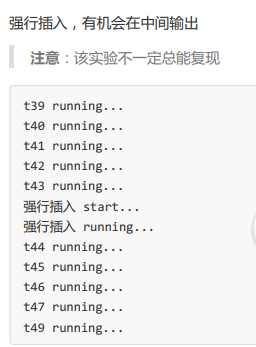 强行插入，有机会在中间输出
注意：该实验不一定总能复现
t39 running...
t40 running...
t41 running...
t42 running...
t43 running...
强行插入 start...
强行插入 running...
t44 running...
t45 running...
t46 running...
t47 running...
t49 running...